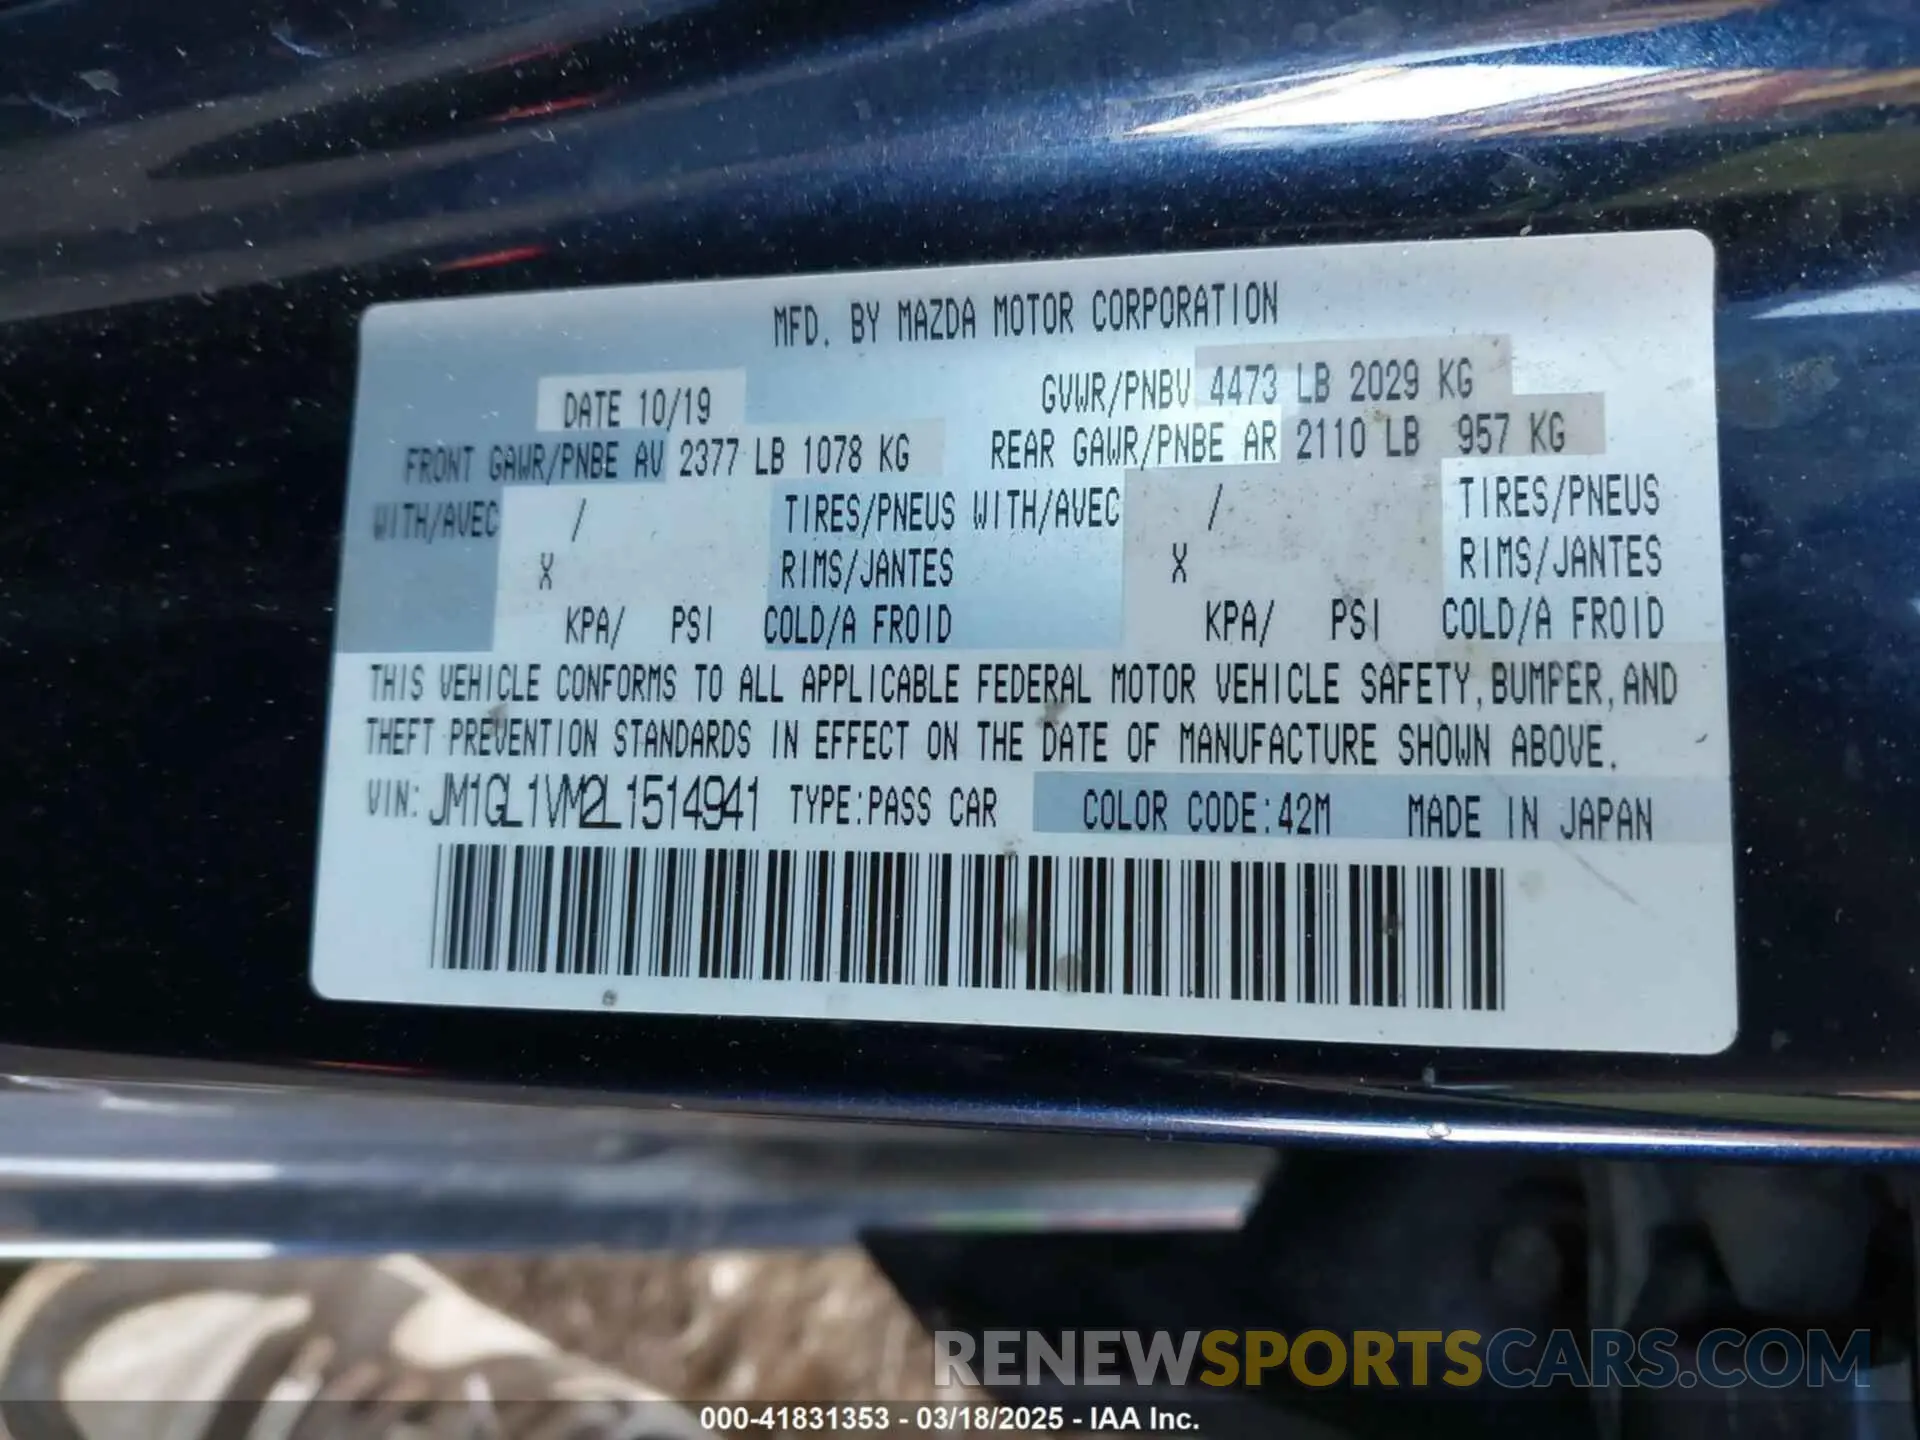 MFD. BY MAZDA MOTOR CORPORATION
DATE 10/19 GVWR/PNBV 4473 LB 2029 KG
FRONT GAWR/PNBE AV 2377 LB 1078 KG REAR GAWR/PNBE AR 2110 LB 957 KG
WITH/AVEC / TIRES/PNEUS WITH/AVEC / TIRES/PNEUS
X RIMS/JANTES X RIMS/JANTES
KPA/ PSI COLD/A FROID KPA/ PSI COLD/A FROID
THIS VEHICLE CONFORMS TO ALL APPLICABLE FEDERAL MOTOR VEHICLE SAFETY, BUMPER, AND
THEFT PREVENTION STANDARDS IN EFFECT ON THE DATE OF MANUFACTURE SHOWN ABOVE.
VIN: JM1GL1VM2L1514941 TYPE:PASS CAR COLOR CODE:42M MADE IN JAPAN
RENEWSPORTSCARS.COM
000-41831353 - 03/18/2025 - IAA Inc.